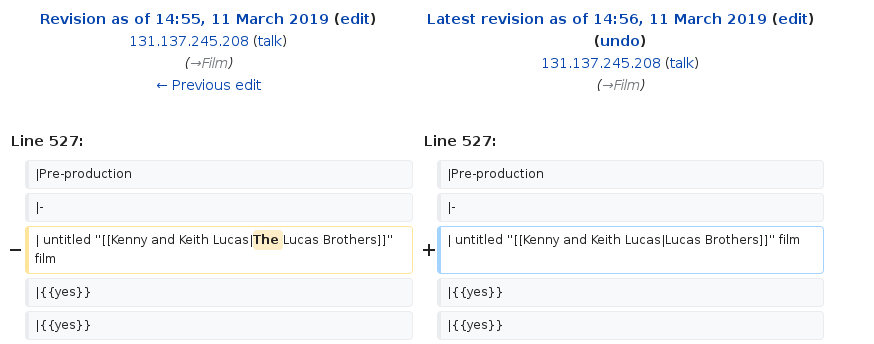 Revision as of 14:55, 11 March 2019 (edit)
131.137.245.208 (talk)
(→Film)
← Previous edit
Latest revision as of 14:56, 11 March 2019 (edit)
(undo)
131.137.245.208 (talk)
(→Film)
Line 527:
Line 527:
|Pre-production
|Pre-production
|-
|-
− | untitled "[[Kenny and Keith Lucas|The Lucas Brothers]]"
film
+ | untitled "[[Kenny and Keith Lucas|Lucas Brothers]]" film
|{{yes}}
|{{yes}}
|{{yes}}
|{{yes}}